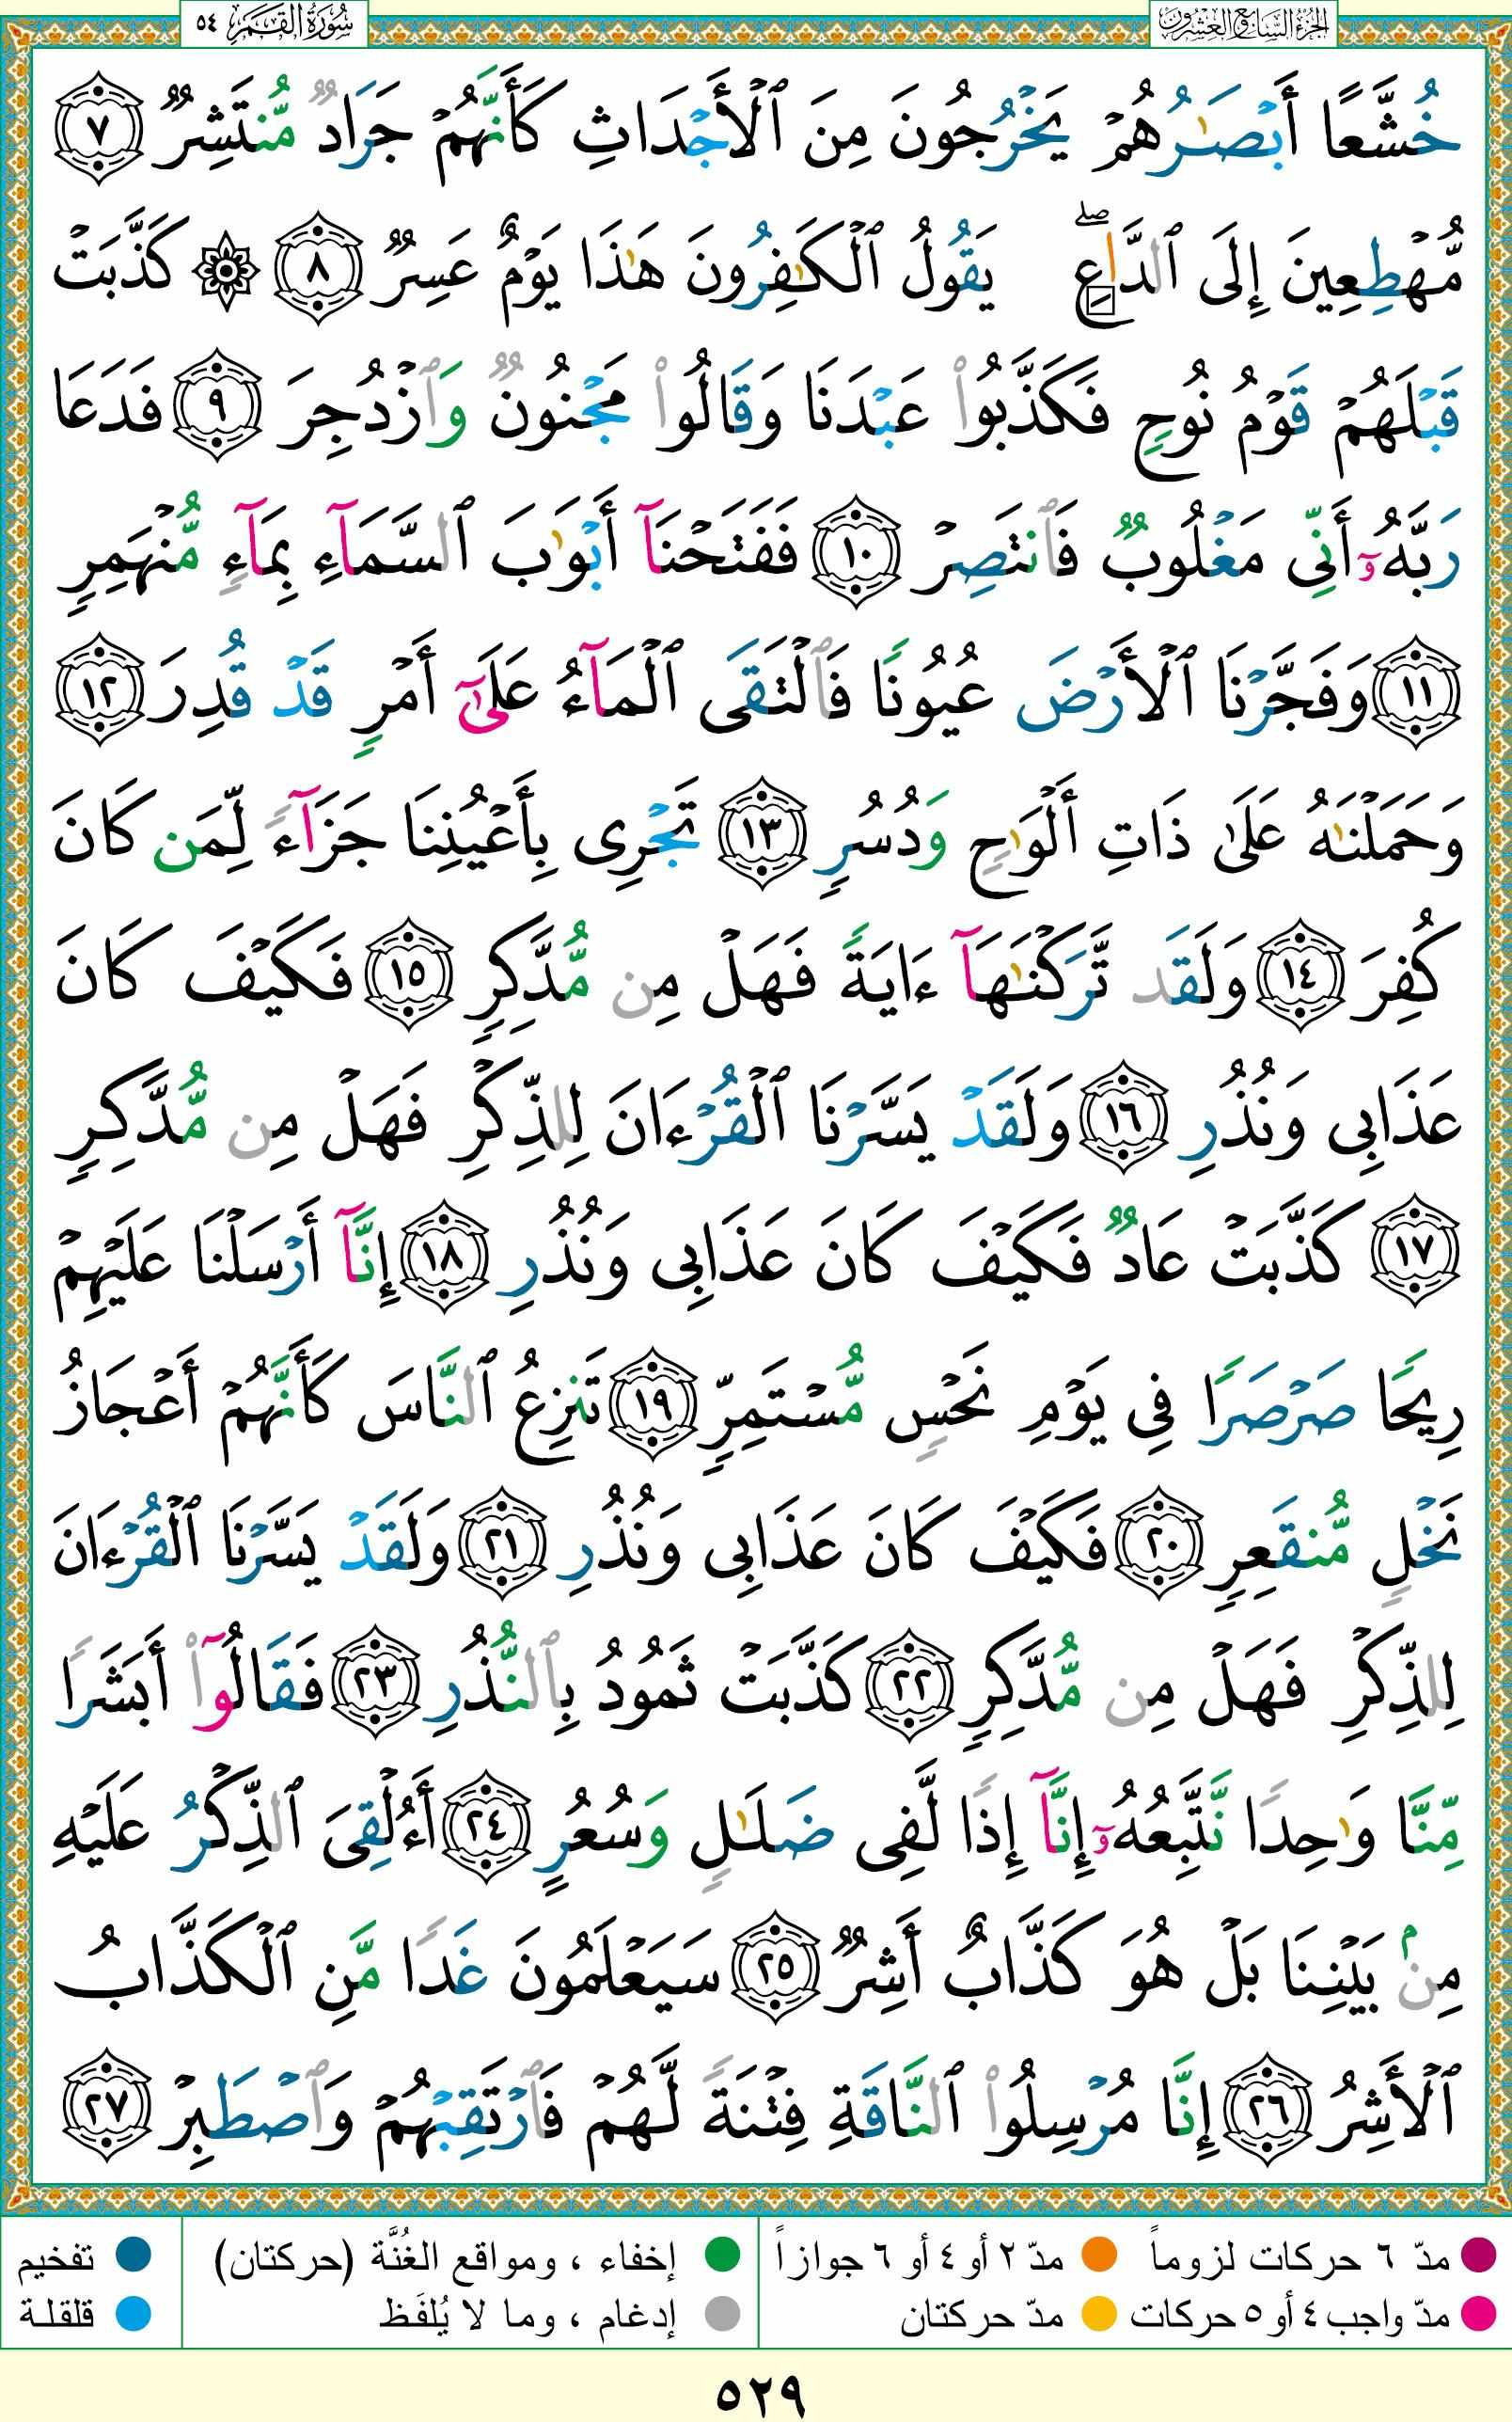 الجزء السابع والعشرون
سورة القمر ٥٤
خُشَّعًا أَبْصَٰرُهُمْ يَخْرُجُونَ مِنَ ٱلْأَجْدَاثِ كَأَنَّهُمْ جَرَادٌ مُّنتَشِرٌ ٧
مُّهْطِعِينَ إِلَى ٱلدَّاعِ ۖ يَقُولُ ٱلْكَٰفِرُونَ هَٰذَا يَوْمٌ عَسِرٌ ٨ ۞ كَذَّبَتْ
قَبْلَهُمْ قَوْمُ نُوحٍ فَكَذَّبُوا۟ عَبْدَنَا وَقَالُوا۟ مَجْنُونٌ وَٱزْدُجِرَ ٩ فَدَعَا
رَبَّهُۥٓ أَنِّى مَغْلُوبٌ فَٱنتَصِرْ ١٠ فَفَتَحْنَآ أَبْوَٰبَ ٱلسَّمَآءِ بِمَآءٍ مُّنْهَمِرٍ
١١ وَفَجَّرْنَا ٱلْأَرْضَ عُيُونًا فَٱلْتَقَى ٱلْمَآءُ عَلَىٰٓ أَمْرٍ قَدْ قُدِرَ ١٢
وَحَمَلْنَٰهُ عَلَىٰ ذَاتِ أَلْوَٰحٍ وَدُسُرٍ ١٣ تَجْرِى بِأَعْيُنِنَا جَزَآءً لِّمَن كَانَ
كُفِرَ ١٤ وَلَقَد تَّرَكْنَٰهَآ ءَايَةً فَهَلْ مِن مُّدَّكِرٍ ١٥ فَكَيْفَ كَانَ
عَذَابِى وَنُذُرِ ١٦ وَلَقَدْ يَسَّرْنَا ٱلْقُرْءَانَ لِلذِّكْرِ فَهَلْ مِن مُّدَّكِرٍ
١٧ كَذَّبَتْ عَادٌ فَكَيْفَ كَانَ عَذَابِى وَنُذُرِ ١٨ إِنَّآ أَرْسَلْنَا عَلَيْهِمْ
رِيحًا صَرْصَرًا فِى يَوْمِ نَحْسٍ مُّسْتَمِرٍّ ١٩ تَنزِعُ ٱلنَّاسَ كَأَنَّهُمْ أَعْجَازُ
نَخْلٍ مُّنقَعِرٍ ٢٠ فَكَيْفَ كَانَ عَذَابِى وَنُذُرِ ٢١ وَلَقَدْ يَسَّرْنَا ٱلْقُرْءَانَ
لِلذِّكْرِ فَهَلْ مِن مُّدَّكِرٍ ٢٢ كَذَّبَتْ ثَمُودُ بِٱلنُّذُرِ ٢٣ فَقَالُوٓا۟ أَبَشَرًا
مِّنَّا وَٰحِدًا نَّتَّبِعُهُۥٓ إِنَّآ إِذًا لَّفِى ضَلَٰلٍ وَسُعُرٍ ٢٤ أَءُلْقِىَ ٱلذِّكْرُ عَلَيْهِ
مِنۢ بَيْنِنَا بَلْ هُوَ كَذَّابٌ أَشِرٌ ٢٥ سَيَعْلَمُونَ غَدًا مَّنِ ٱلْكَذَّابُ
ٱلْأَشِرُ ٢٦ إِنَّا مُرْسِلُوا۟ ٱلنَّاقَةِ فِتْنَةً لَّهُمْ فَٱرْتَقِبْهُمْ وَٱصْطَبِرْ ٢٧
مدّ ٦ حركات لزوماً مدّ ٢ أو ٤ أو ٦ جوازاً إخفاء ، ومواقع الغُنَّة (حركتان) تفخيم
مدّ واجب ٤ أو ٥ حركات مدّ حركتان إدغام ، وما لا يُلفَظ قلقلة
٥٢٩